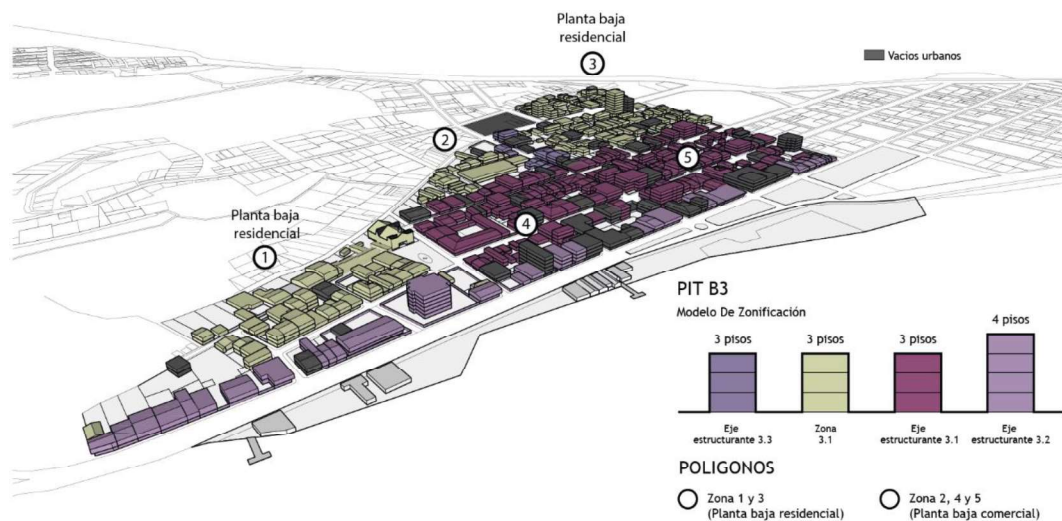 Planta baja
residencial
3
Vacios urbanos
2
5
Planta baja
residencial
1
4
PIT B3
Modelo De Zonificación
3 pisos
3 pisos
3 pisos
4 pisos
Eje
estructurante 3.3
Zona
3.1
Eje
estructurante 3.1
Eje
estructurante 3.2
POLIGONOS
Zona 1 y 3
(Planta baja residencial)
Zona 2, 4 y 5
(Planta baja comercial)